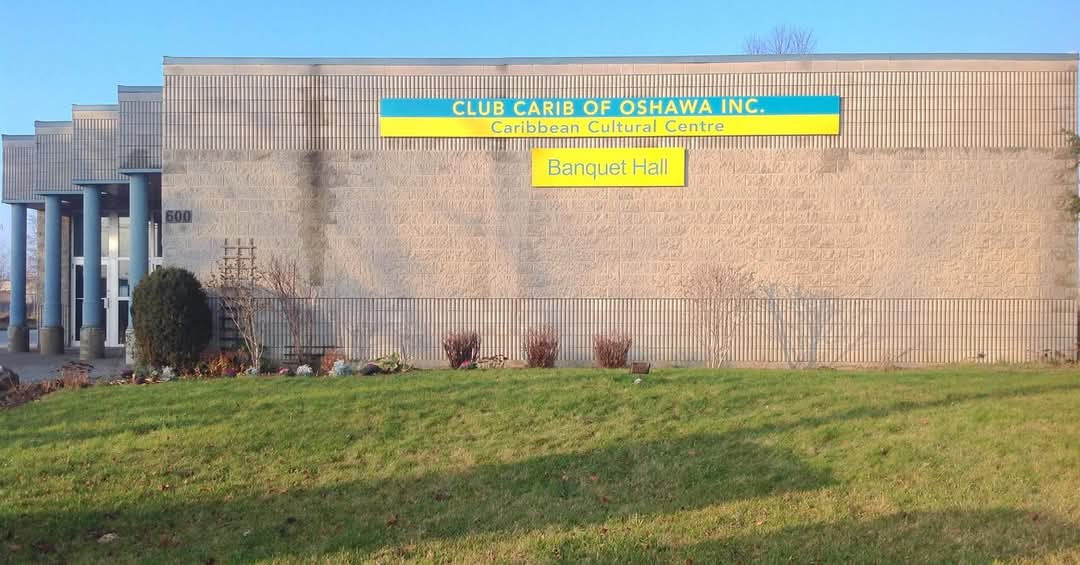 CLUB CARIB OF OSHAWA INC.
Caribbean Cultural Centre
Banquet Hall
600